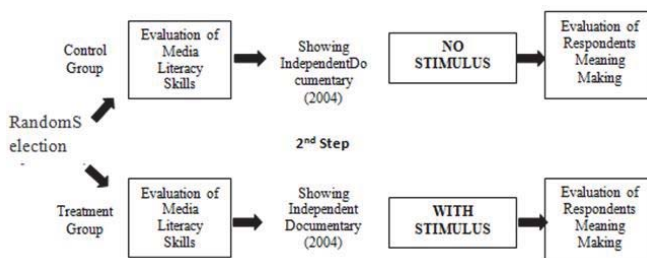 Control
Group
Evaluation of
Media
Literacy
Skills
Showing
IndependentDo
cumentary
(2004)
NO
STIMULUS
Evaluation of
Respondents
Meaning
Making
RandomS
election
2nd Step
Treatment
Group
Evaluation of
Media
Literacy
Skills
Showing
Independent
Documentary
(2004)
WITH
STIMULUS
Evaluation of
Respondents
Meaning
Making